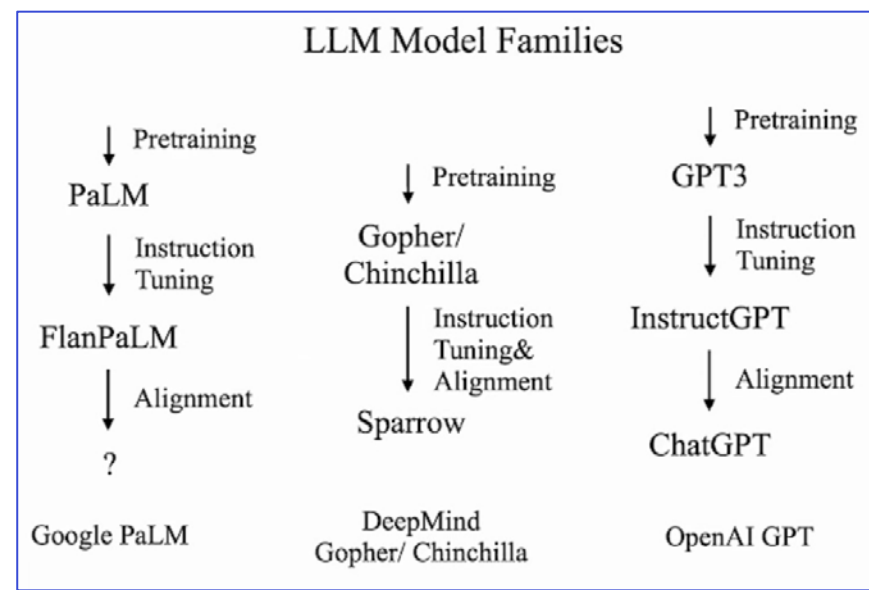 LLM Model Families
Pretraining
PaLM
Instruction
Tuning
FlanPaLM
Alignment
?
Google PaLM
Pretraining
Gopher/
Chinchilla
Instruction
Tuning&
Alignment
Sparrow
DeepMind
Gopher/ Chinchilla
Pretraining
GPT3
Instruction
Tuning
InstructGPT
Alignment
ChatGPT
OpenAI GPT